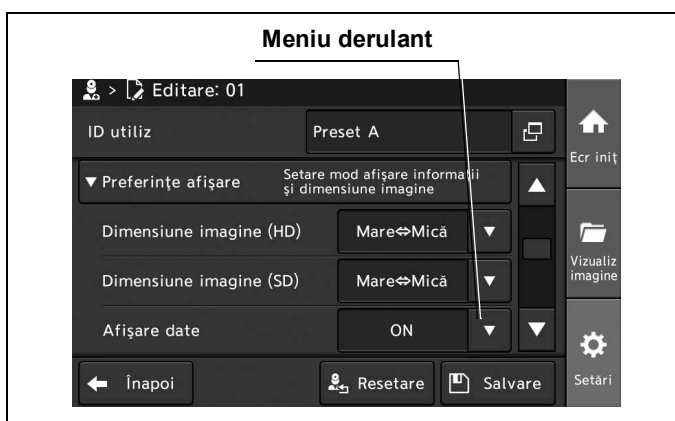 Meniu derulant
> Editare: 01
ID utiliz Preset A
▼ Preferințe afișare Setare mod afișare informații
și dimensiune imagine
Dimensiune imagine (HD) Mare⇔Mică ▼
Dimensiune imagine (SD) Mare⇔Mică ▼
Afișare date ON ▼
Înapoi Resetare Salvare
Ecr iniț
Vizualiz
imagine
Setări